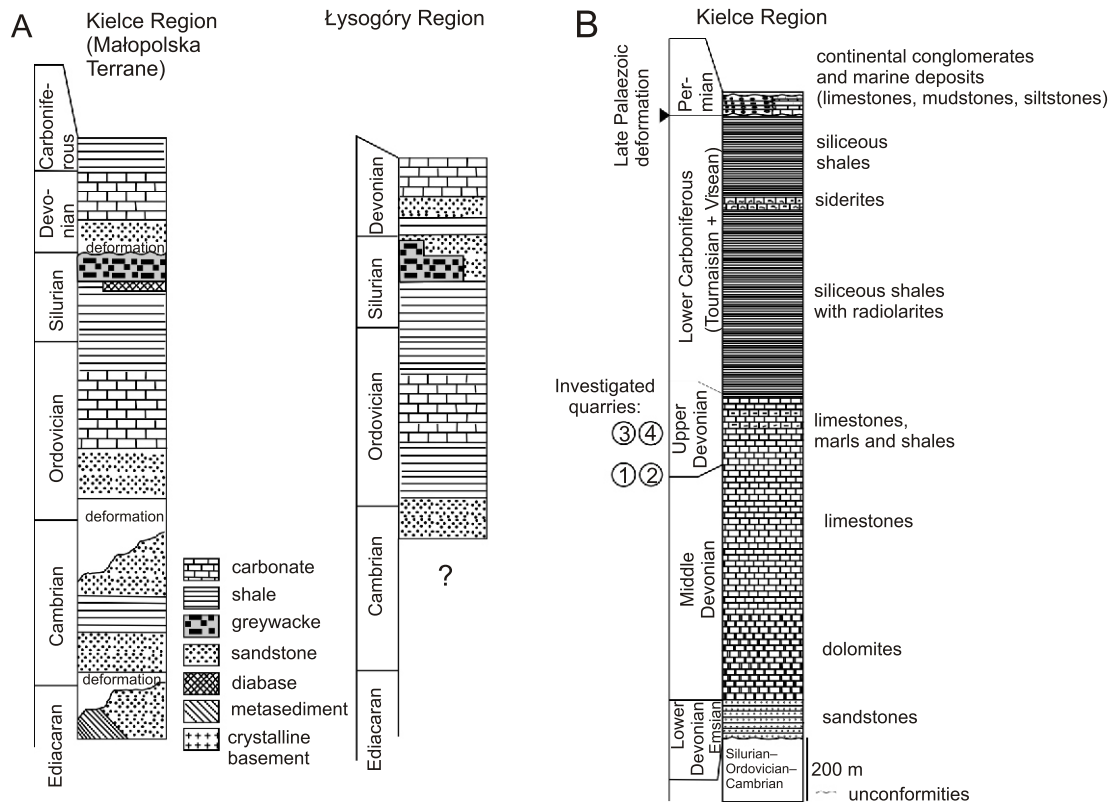 A
Kielce Region
(Małopolska
Terrane)
Łysogóry Region
Carbonife-
rous
Devo-
nian
deformation
Silurian
Ordovician
deformation
Cambrian
deformation
Ediacaran
carbonate
shale
greywacke
sandstone
diabase
metasediment
crystalline
basement
Devonian
Silurian
Ordovician
Cambrian
?
Ediacaran
B
Kielce Region
Late Palaezoic
deformation
Per-
mian
continental conglomerates
and marine deposits
(limestones, mudstones, siltstones)
Lower Carboniferous
(Tournaisian + Visean)
siliceous
shales
siderites
siliceous shales
with radiolarites
Investigated
quarries:
3 4
1 2
Upper
Devonian
limestones,
marls and shales
limestones
Middle
Devonian
dolomites
Lower
Devonian
Emsian
sandstones
Silurian–
Ordovician–
Cambrian
200 m
unconformities